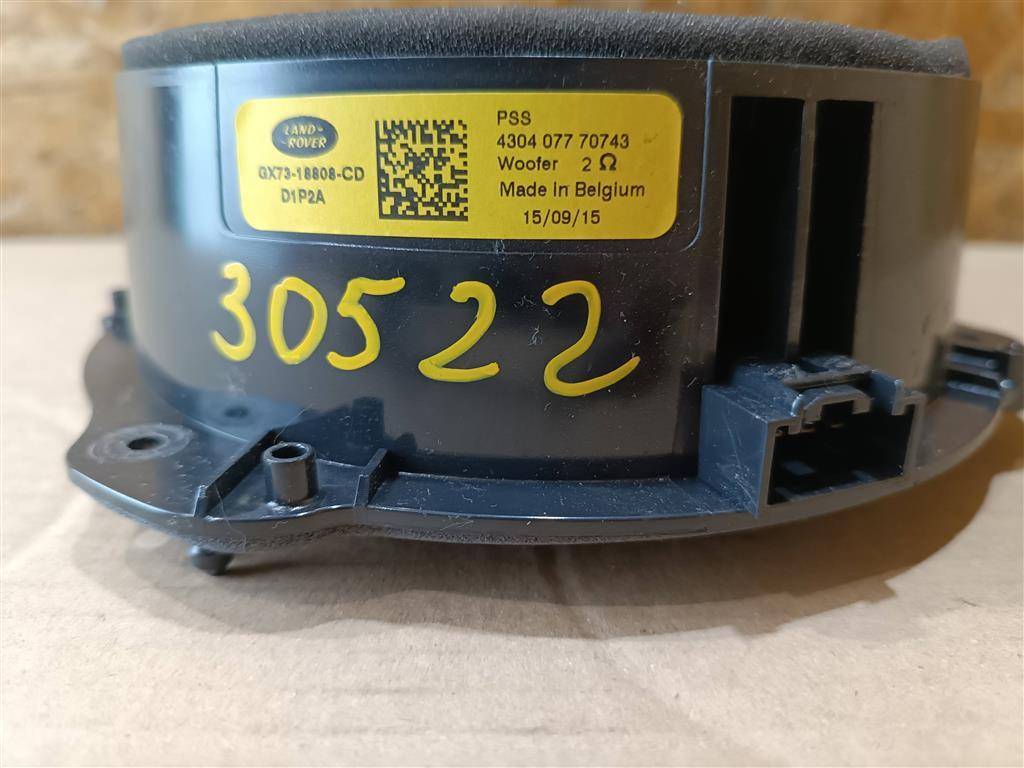 LAND-
-ROVER
GX73-18808-CD
D1P2A
PSS
4304 077 70743
Woofer 2 Ω
Made in Belgium
15/09/15
30522